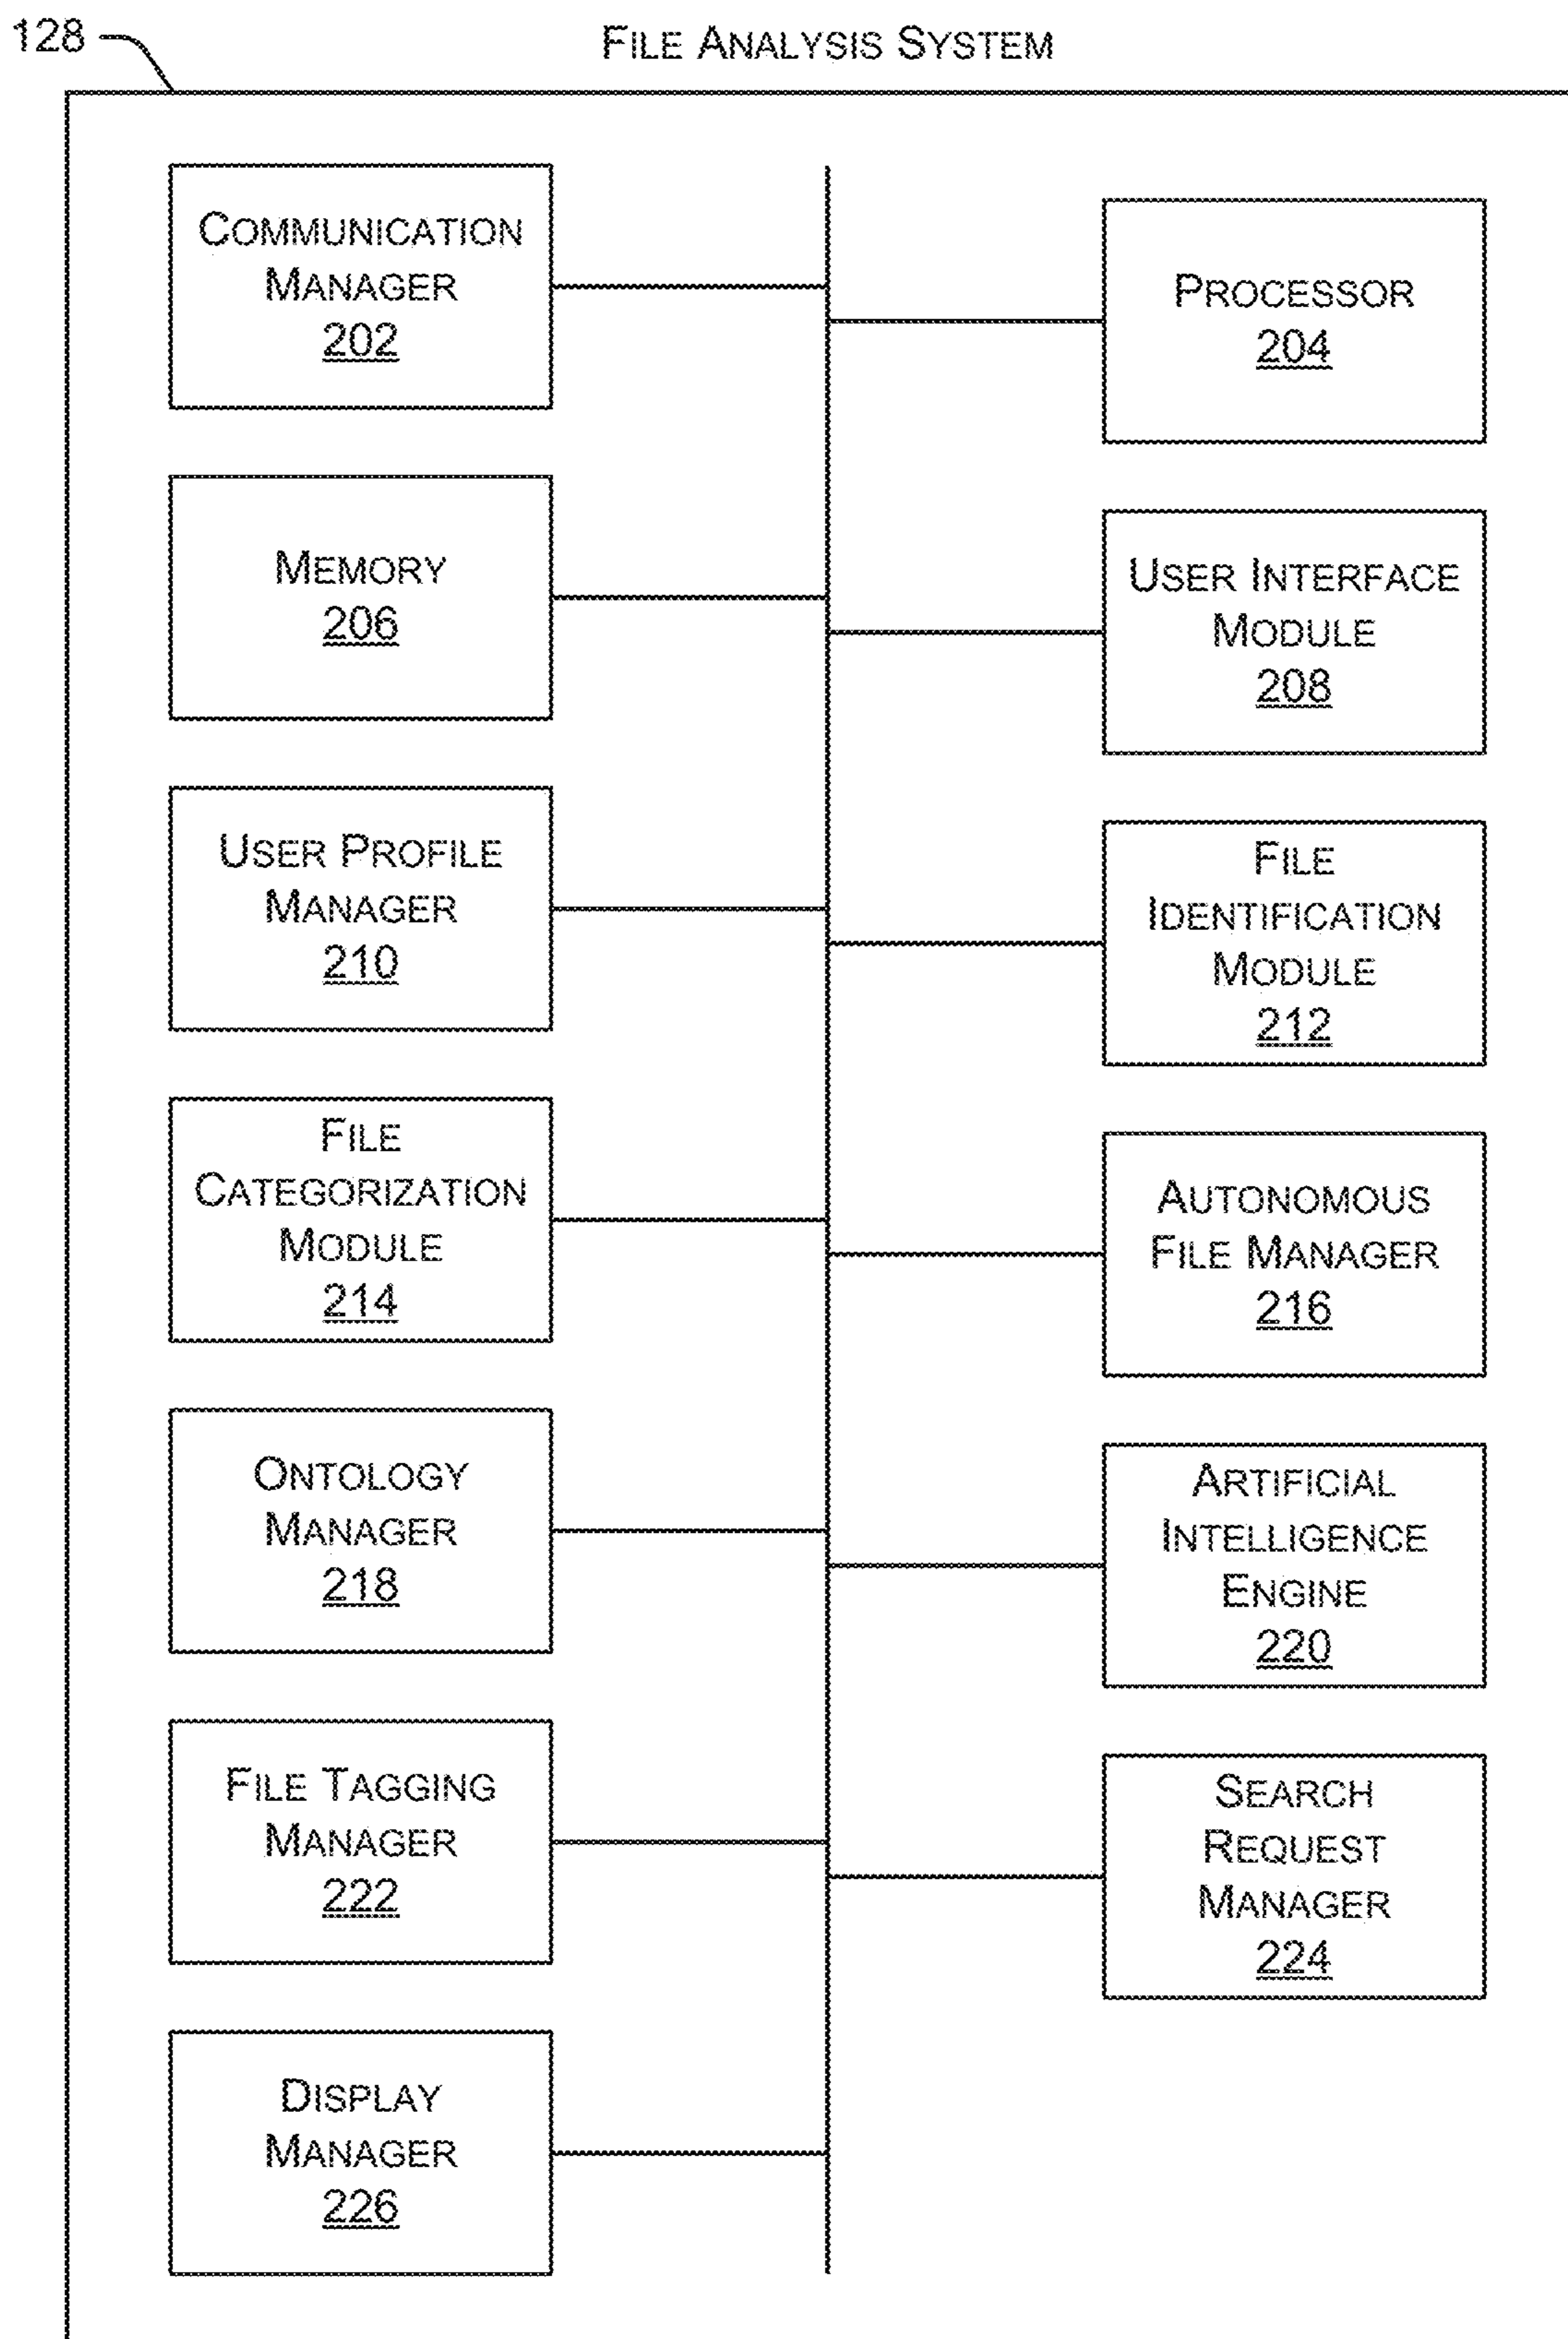 128
FILE ANALYSIS SYSTEM
COMMUNICATION
MANAGER
202
PROCESSOR
204
MEMORY
206
USER INTERFACE
MODULE
208
USER PROFILE
MANAGER
210
FILE
IDENTIFICATION
MODULE
212
FILE
CATEGORIZATION
MODULE
214
AUTONOMOUS
FILE MANAGER
216
ONTOLOGY
MANAGER
218
ARTIFICIAL
INTELLIGENCE
ENGINE
220
FILE TAGGING
MANAGER
222
SEARCH
REQUEST
MANAGER
224
DISPLAY
MANAGER
226